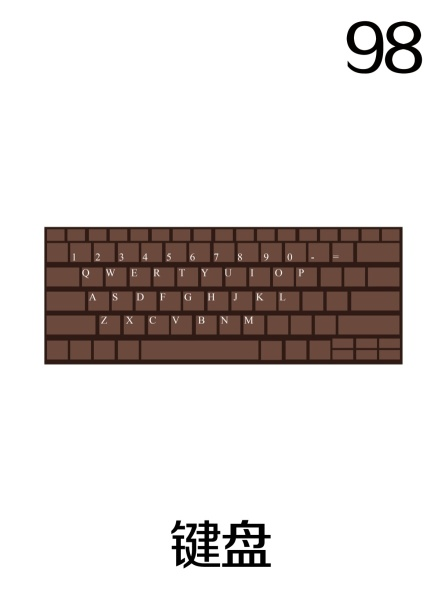 98
1 2 3 4 5 6 7 8 9 0 - =
Q W E R T Y U I O P
A S D F G H J K L
Z X C V B N M
键盘